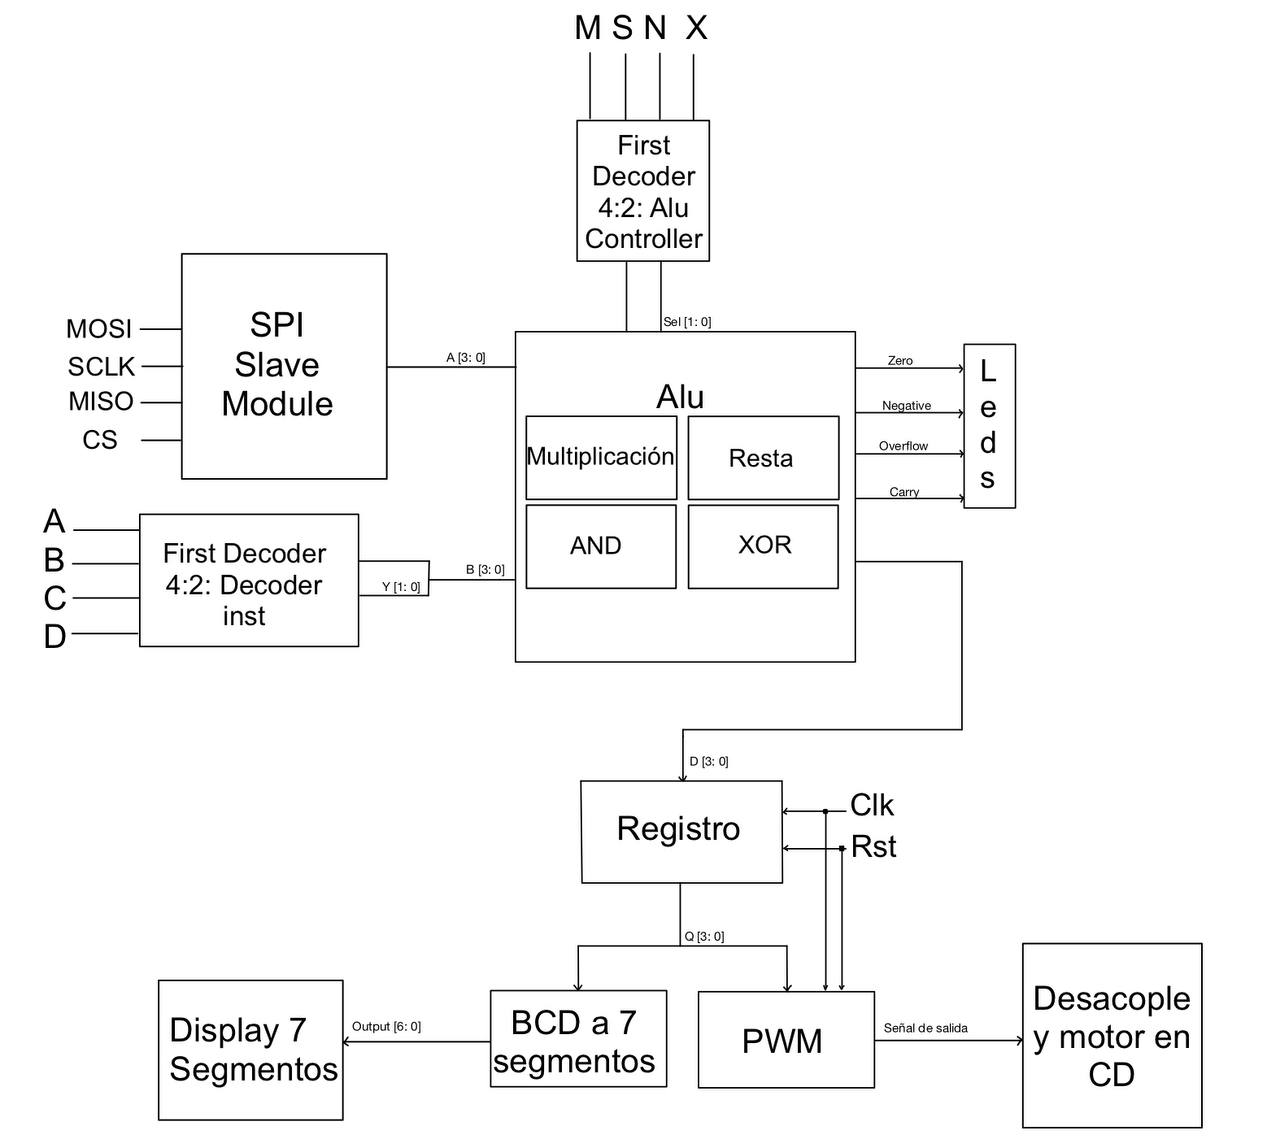 M S N X
First
Decoder
4:2: Alu
Controller
Sel [1: 0]
MOSI
SCLK
MISO
CS
SPI
Slave
Module
A [3: 0]
Alu
Multiplicación
Resta
AND
XOR
Zero
Negative
Overflow
Carry
L
e
d
s
A
B
C
D
First Decoder
4:2: Decoder
inst
Y [1: 0]
B [3: 0]
D [3: 0]
Registro
Clk
Rst
Q [3: 0]
Display 7
Segmentos
Output [6: 0]
BCD a 7
segmentos
PWM
Señal de salida
Desacople
y motor en
CD